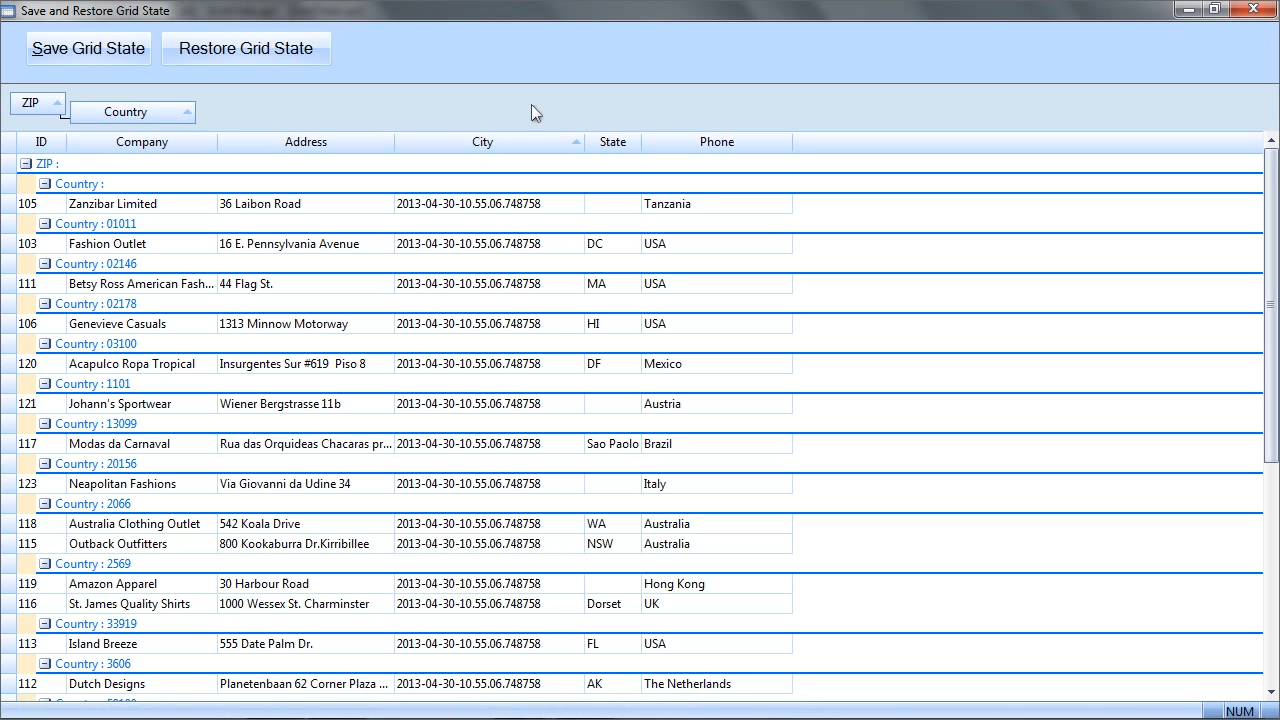 Save and Restore Grid State
Save Grid State Restore Grid State
ZIP
Country
ID Company Address City State Phone
ZIP :
Country :
105 Zanzibar Limited 36 Laibon Road 2013-04-30-10.55.06.748758 Tanzania
Country : 01011
103 Fashion Outlet 16 E. Pennsylvania Avenue 2013-04-30-10.55.06.748758 DC USA
Country : 02146
111 Betsy Ross American Fash... 44 Flag St. 2013-04-30-10.55.06.748758 MA USA
Country : 02178
106 Genevieve Casuals 1313 Minnow Motorway 2013-04-30-10.55.06.748758 HI USA
Country : 03100
120 Acapulco Ropa Tropical Insurgentes Sur #619 Piso 8 2013-04-30-10.55.06.748758 DF Mexico
Country : 1101
121 Johann's Sportwear Wiener Bergstrasse 11b 2013-04-30-10.55.06.748758 Austria
Country : 13099
117 Modas da Carnaval Rua das Orquideas Chacaras pr... 2013-04-30-10.55.06.748758 Sao Paolo Brazil
Country : 20156
123 Neapolitan Fashions Via Giovanni da Udine 34 2013-04-30-10.55.06.748758 Italy
Country : 2066
118 Australia Clothing Outlet 542 Koala Drive 2013-04-30-10.55.06.748758 WA Australia
115 Outback Outfitters 800 Kookaburra Dr.Kirribillee 2013-04-30-10.55.06.748758 NSW Australia
Country : 2569
119 Amazon Apparel 30 Harbour Road 2013-04-30-10.55.06.748758 Hong Kong
116 St. James Quality Shirts 1000 Wessex St. Charminster 2013-04-30-10.55.06.748758 Dorset UK
Country : 33919
113 Island Breeze 555 Date Palm Dr. 2013-04-30-10.55.06.748758 FL USA
Country : 3606
112 Dutch Designs Planetenbaan 62 Corner Plaza ... 2013-04-30-10.55.06.748758 AK The Netherlands
NUM